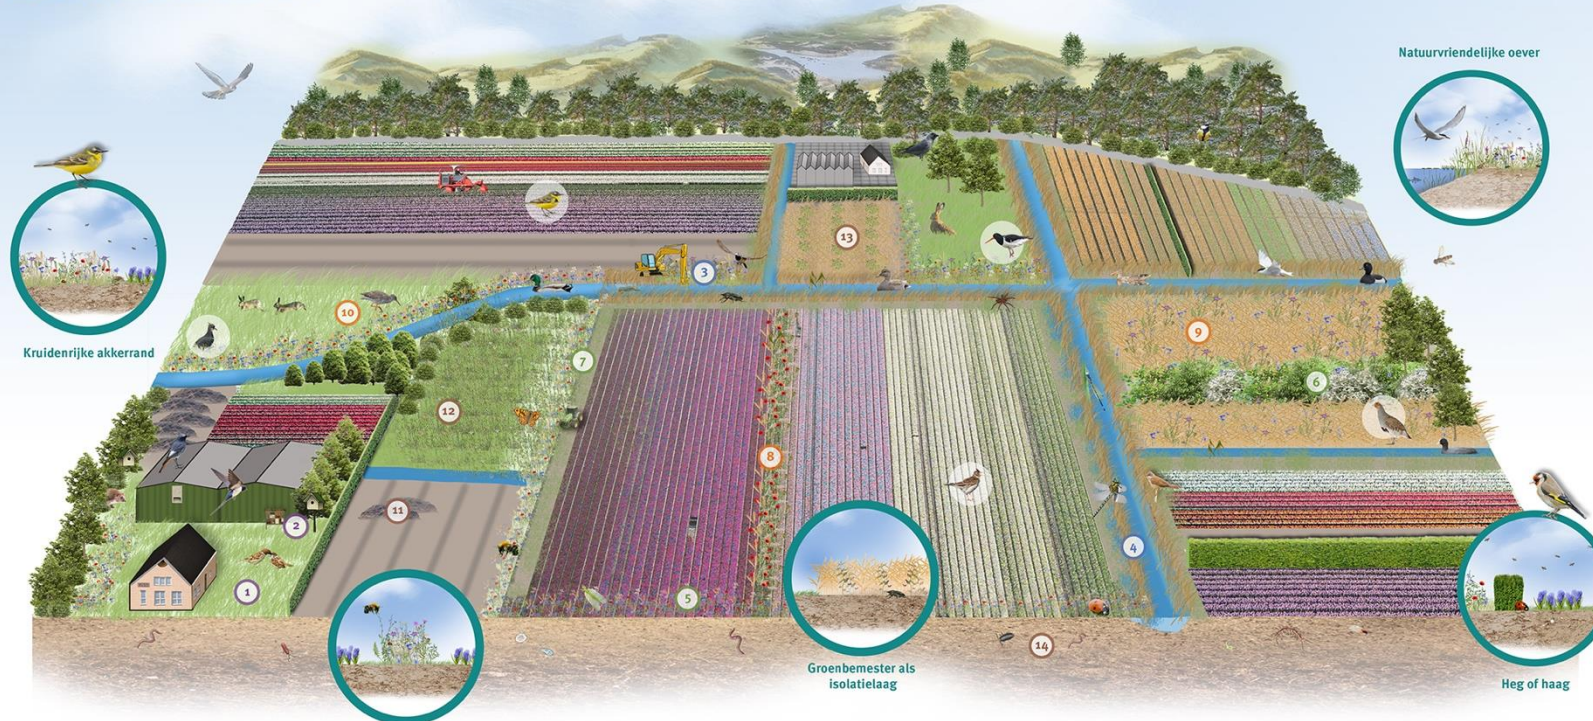 Natuurvriendelijke oever
Kruidenrijke akkerrand
13
3
10
9
7
6
12
8
11
2
4
1
5
14
Groenbemester als
isolatielaag
Heg of haag